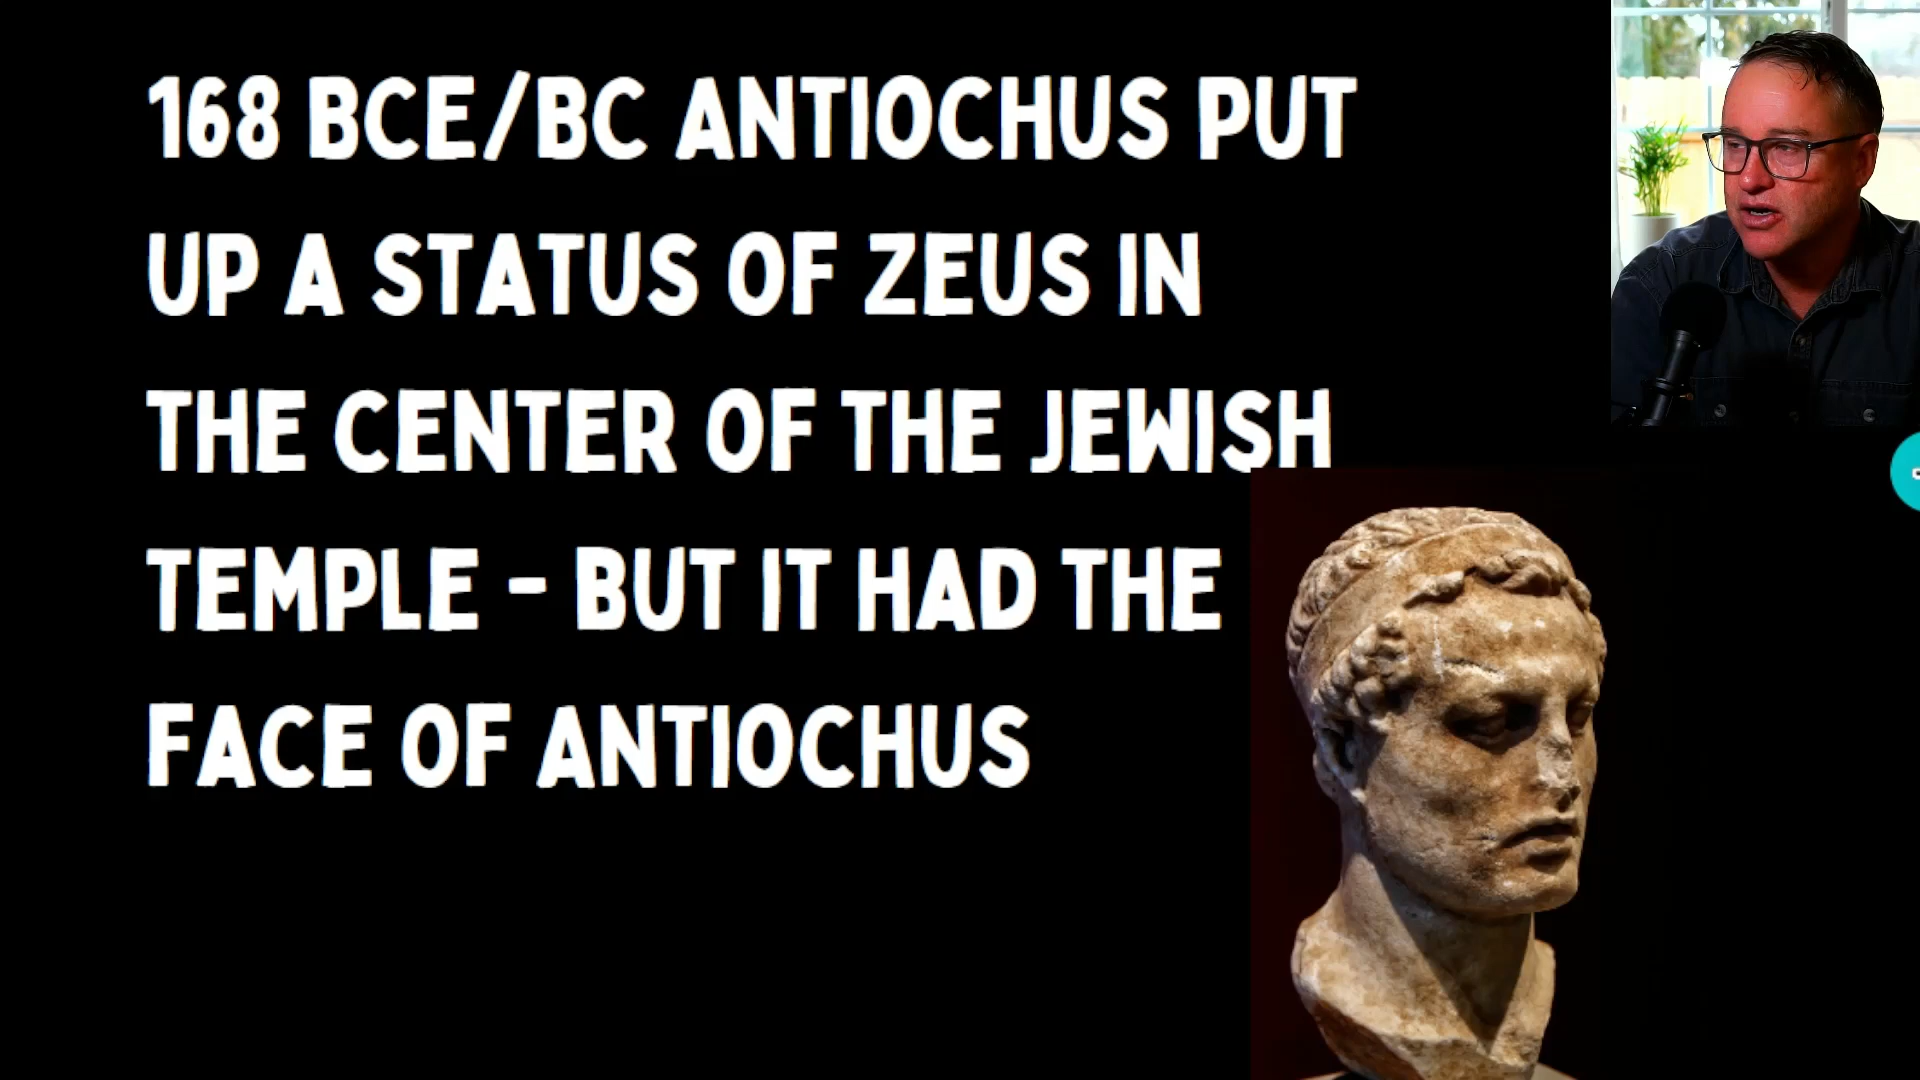 168 BCE/BC ANTIOCHUS PUT
UP A STATUS OF ZEUS IN
THE CENTER OF THE JEWISH
TEMPLE - BUT IT HAD THE
FACE OF ANTIOCHUS